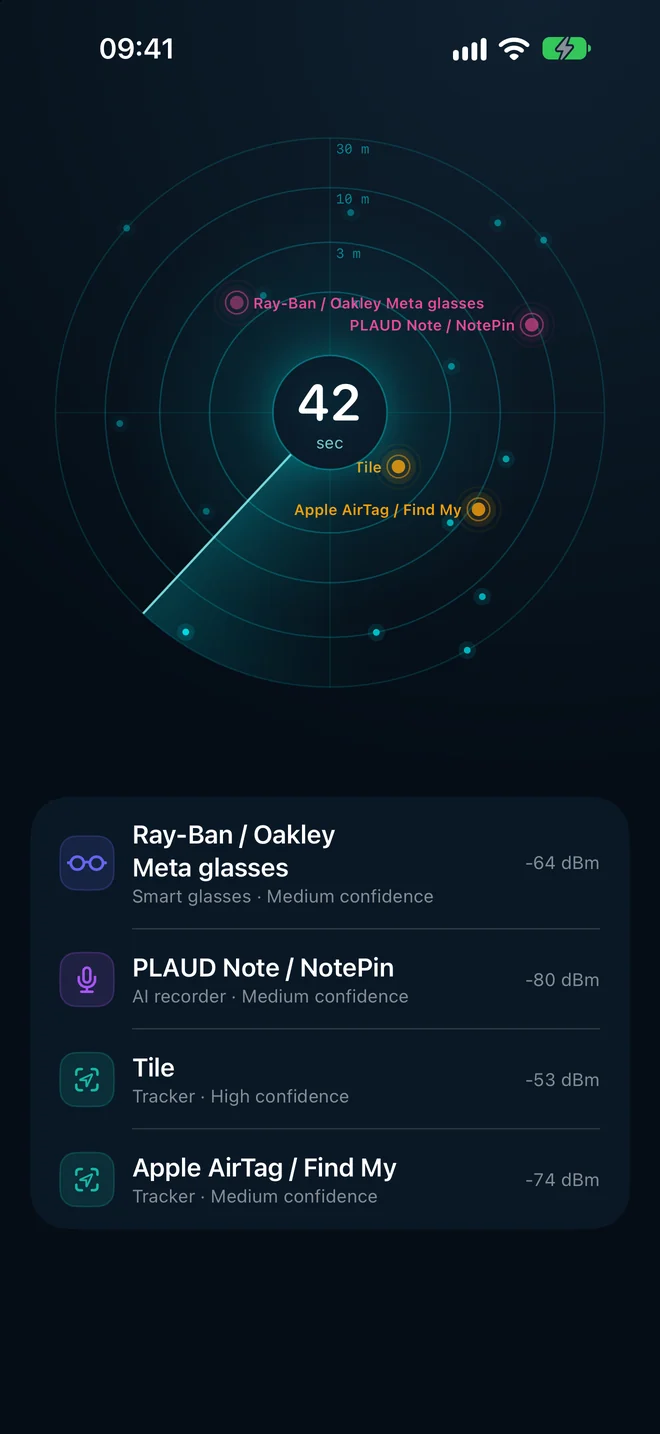 09:41
30 m
10 m
3 m
Ray-Ban / Oakley Meta glasses
PLAUD Note / NotePin
42
sec
Tile
Apple AirTag / Find My
Ray-Ban / Oakley
Meta glasses
Smart glasses · Medium confidence
-64 dBm
PLAUD Note / NotePin
AI recorder · Medium confidence
-80 dBm
Tile
Tracker · High confidence
-53 dBm
Apple AirTag / Find My
Tracker · Medium confidence
-74 dBm